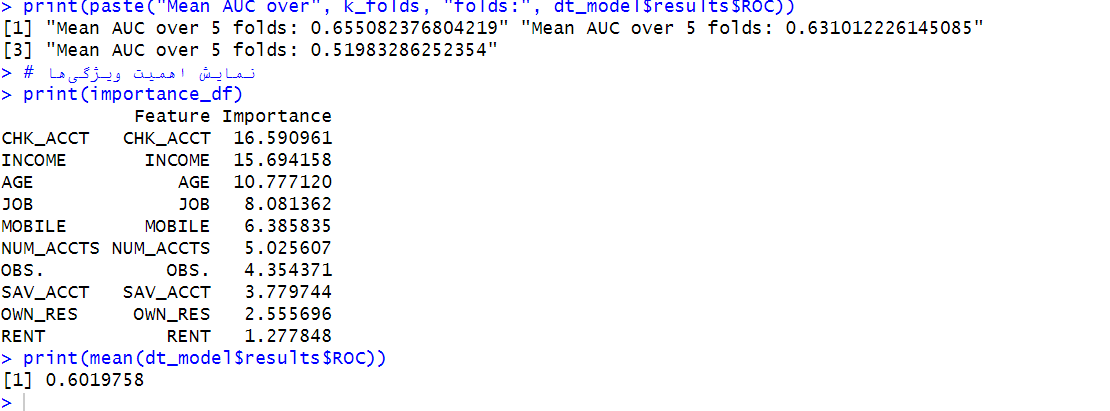 > print(paste("Mean AUC over", k_folds, "folds:", dt_model$results$ROC))
[1] "Mean AUC over 5 folds: 0.655082376804219" "Mean AUC over 5 folds: 0.631012226145085"
[3] "Mean AUC over 5 folds: 0.51983286252354"
> # نمایش اهمیت ویژگی‌ها
> print(importance_df)
Feature Importance
CHK_ACCT CHK_ACCT 16.590961
INCOME INCOME 15.694158
AGE AGE 10.777120
JOB JOB 8.081362
MOBILE MOBILE 6.385835
NUM_ACCTS NUM_ACCTS 5.025607
OBS. OBS. 4.354371
SAV_ACCT SAV_ACCT 3.779744
OWN_RES OWN_RES 2.555696
RENT RENT 1.277848
> print(mean(dt_model$results$ROC))
[1] 0.6019758
>